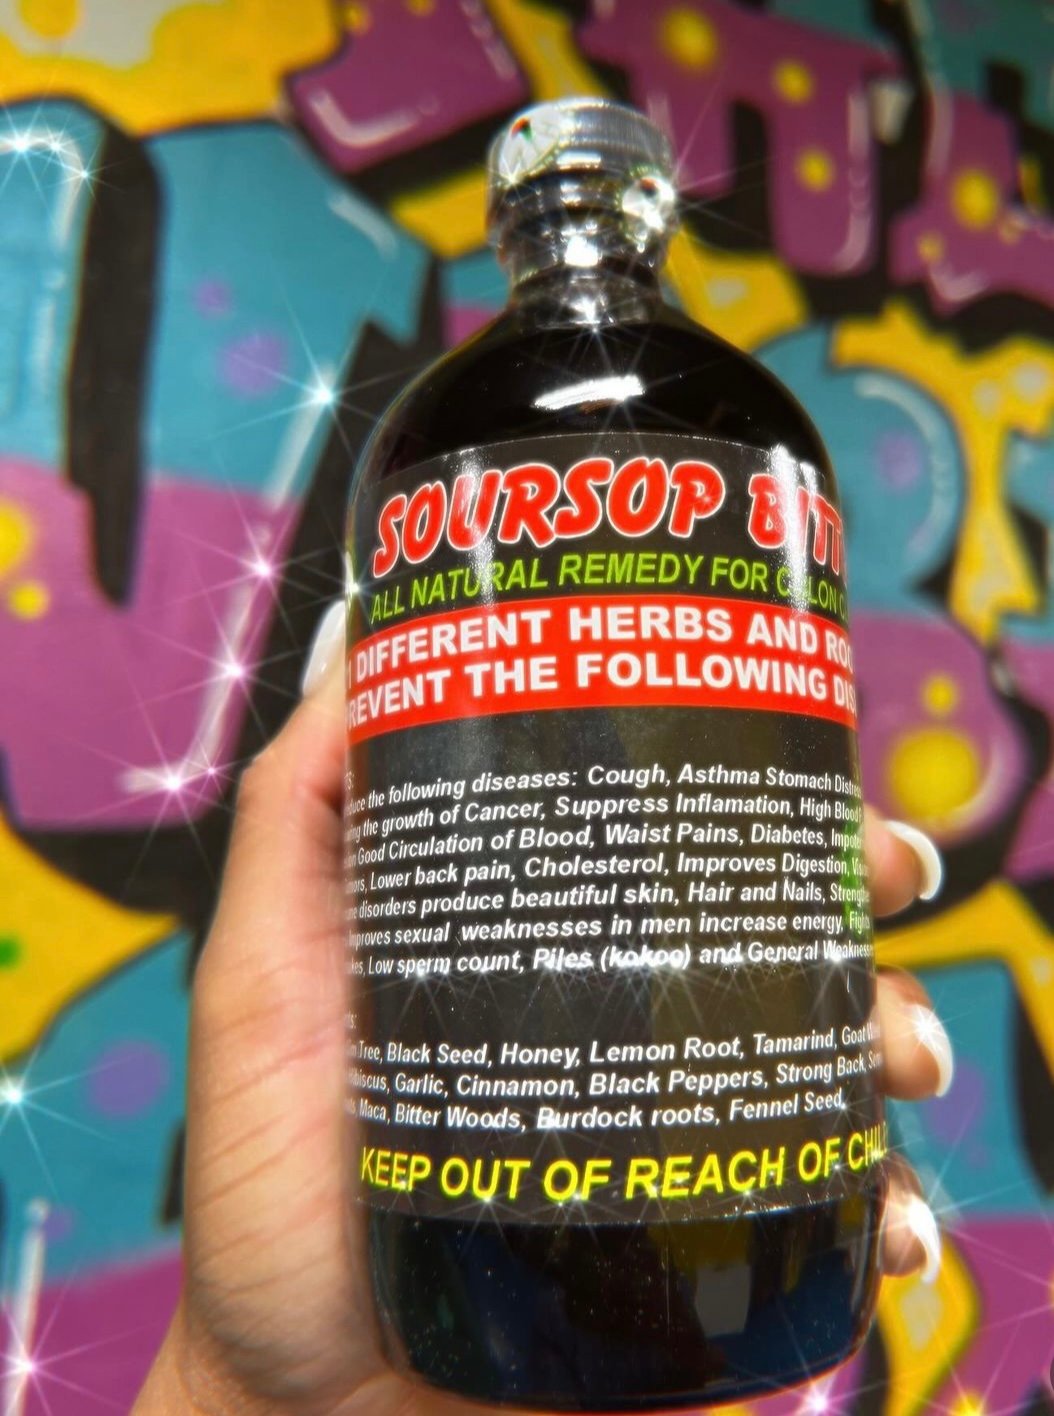 SOURSOP
ALL NATURAL REMEDY FOR
DIFFERENT HERBS AND
THE FOLLOWING
the following diseases: Cough, Asthma Stomach
the growth of Cancer, Suppress Inflamation, High Blood
Good Circulation of Blood, Waist Pains, Diabetes,
Lower back pain, Cholesterol, Improves Digestion,
disorders produce beautiful skin, Hair and Nails,
Improves sexual weaknesses in men increase energy,
Low sperm count, Piles (kokoo) and General
Tree, Black Seed, Honey, Lemon Root, Tamarind, Goat
Garlic, Cinnamon, Black Peppers, Strong Back,
Maca, Bitter Woods, Burdock roots, Fennel Seed.
KEEP OUT OF REACH OF